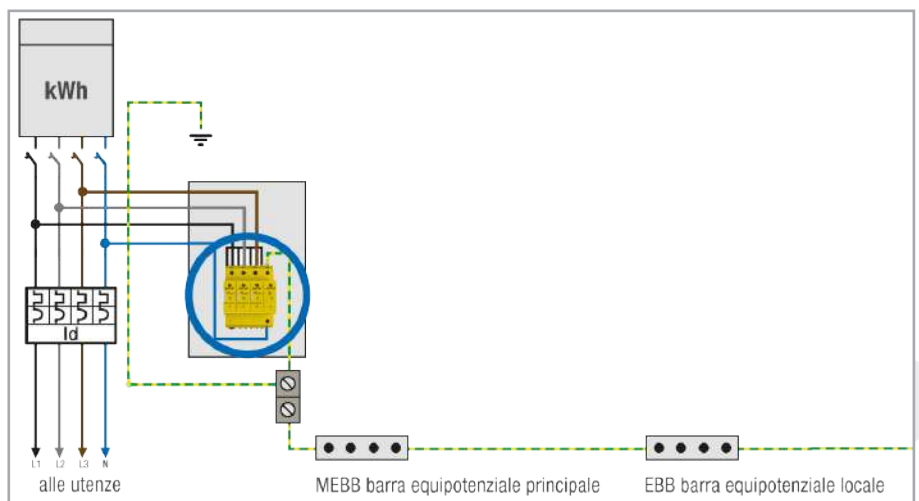 kWh
Id
L1 L2 L3 N
alle utenze
MEBB barra equipotenziale principale
EBB barra equipotenziale locale